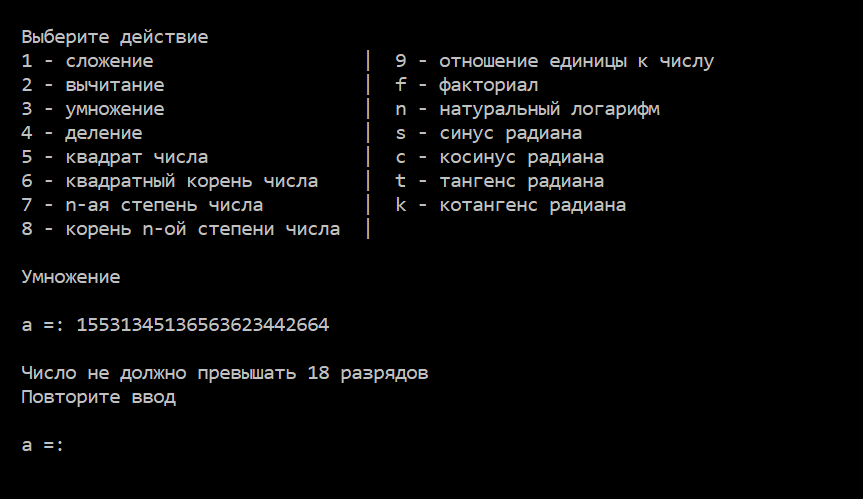 Выберите действие
1 - сложение | 9 - отношение единицы к числу
2 - вычитание | f - факториал
3 - умножение | n - натуральный логарифм
4 - деление | s - синус радиана
5 - квадрат числа | c - косинус радиана
6 - квадратный корень числа | t - тангенс радиана
7 - n-ая степень числа | k - котангенс радиана
8 - корень n-ой степени числа |
Умножение
a =: 15531345136563623442664
Число не должно превышать 18 разрядов
Повторите ввод
a =: